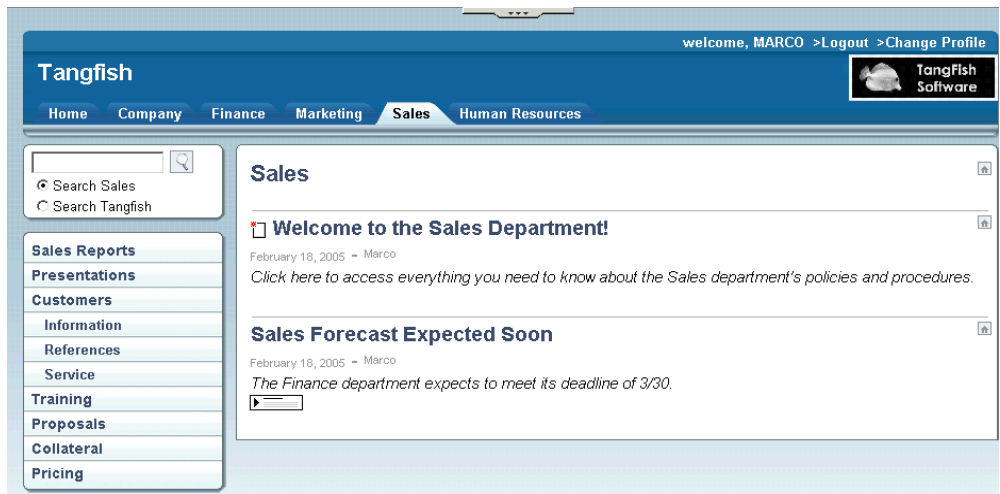 welcome, MARCO >Logout >Change Profile
Tangfish
TangFish
Software
Home Company Finance Marketing Sales Human Resources
Search Sales
Search Tangfish
Sales Reports
Presentations
Customers
Information
References
Service
Training
Proposals
Collateral
Pricing
Sales
Welcome to the Sales Department!
February 18, 2005 - Marco
Click here to access everything you need to know about the Sales department's policies and procedures.
Sales Forecast Expected Soon
February 18, 2005 - Marco
The Finance department expects to meet its deadline of 3/30.